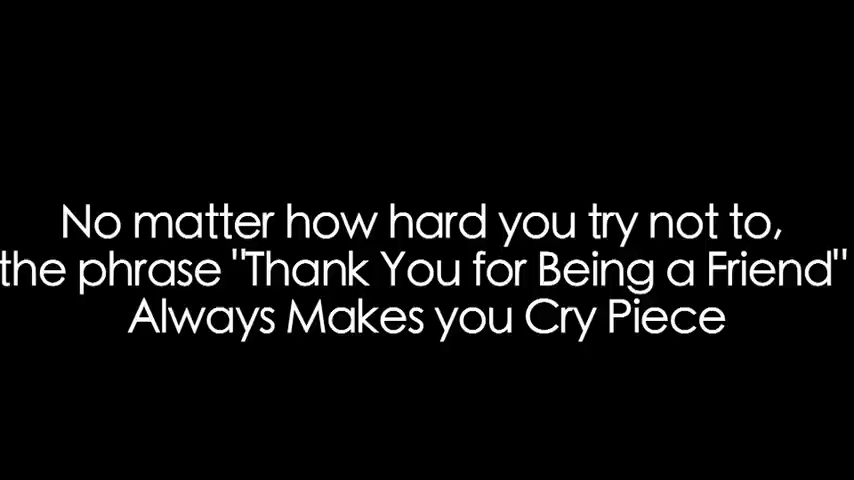 No matter how hard you try not to,
the phrase "Thank You for Being a Friend"
Always Makes you Cry Piece